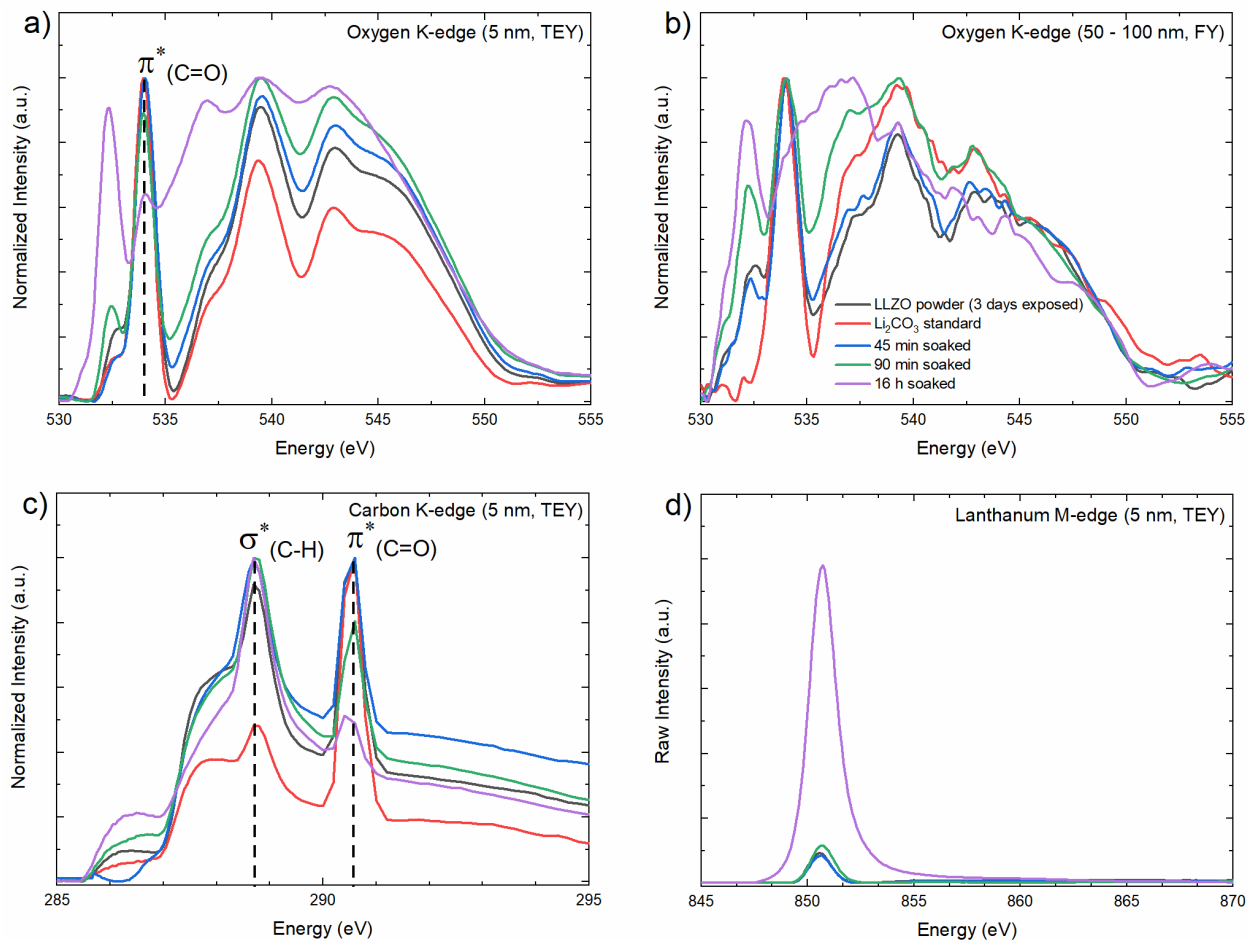 a)
Oxygen K-edge (5 nm, TEY)
π* (C=O)
Normalized Intensity (a.u.)
530 535 540 545 550 555
Energy (eV)
b)
Oxygen K-edge (50 - 100 nm, FY)
Normalized Intensity (a.u.)
LLZO powder (3 days exposed)
Li₂CO₃ standard
45 min soaked
90 min soaked
16 h soaked
530 535 540 545 550 555
Energy (eV)
c)
Carbon K-edge (5 nm, TEY)
σ* (C-H)
π* (C=O)
Normalized Intensity (a.u.)
285 290 295
Energy (eV)
d)
Lanthanum M-edge (5 nm, TEY)
Raw Intensity (a.u.)
845 850 855 860 865 870
Energy (eV)